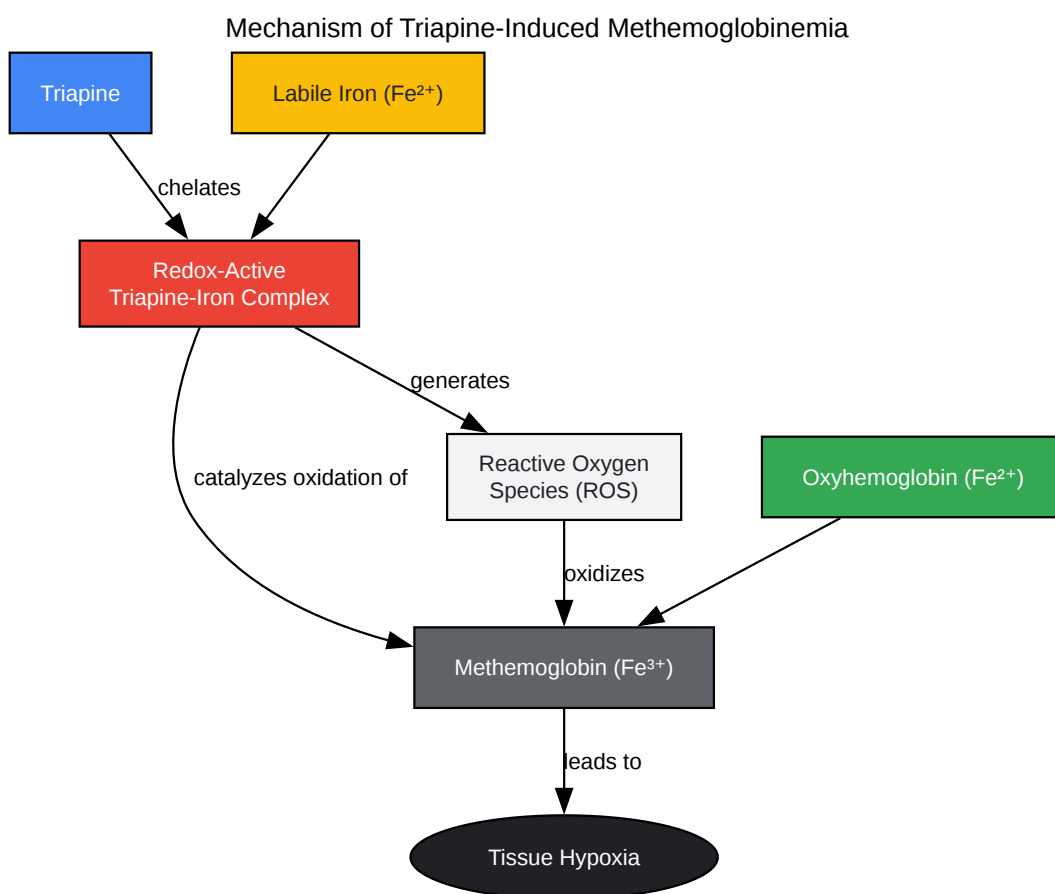 Mechanism of Triapine-Induced Methemoglobinemia
Triapine
Labile Iron (Fe²⁺)
chelates
Redox-Active
Triapine-Iron Complex
generates
Reactive Oxygen
Species (ROS)
Oxyhemoglobin (Fe²⁺)
catalyzes oxidation of
oxidizes
Methemoglobin (Fe³⁺)
leads to
Tissue Hypoxia